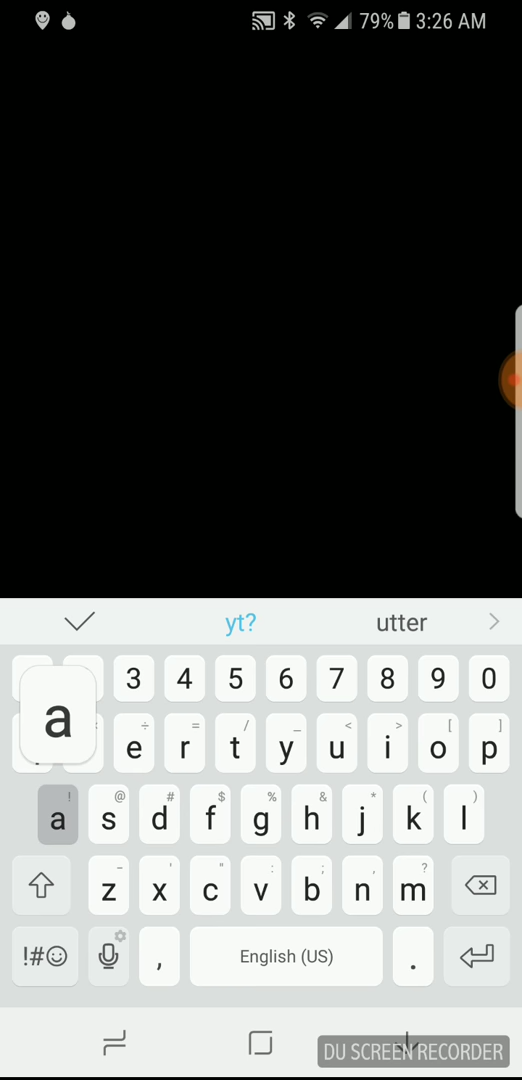 79% 3:26 AM
yt? utter
3 4 5 6 7 8 9 0
÷ = / _ < > [ ]
e r t y u i o p
a
! @ # $ % & * ( )
a s d f g h j k l
- ' " : ; , ?
z x c v b n m
!#☺ , English (US) .
DU SCREEN RECORDER